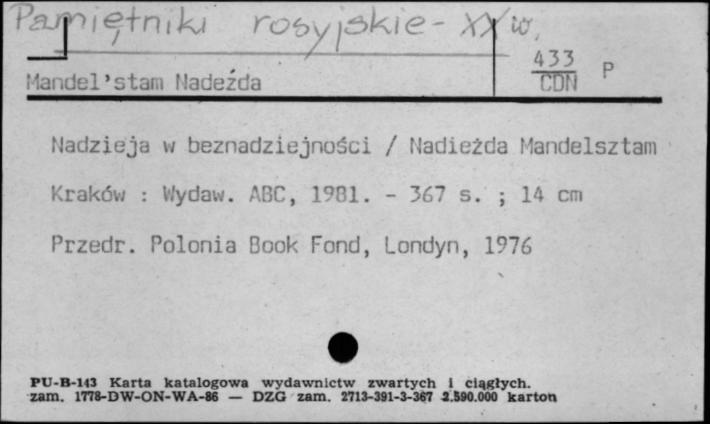 Pamiętniki rosyjskie - XX w.
433 P
CDN
Mandel'stam Nadeźda
Nadzieja w beznadziejności / Nadieżda Mandelsztam
Kraków : Wydaw. ABC, 1981. - 367 s. ; 14 cm
Przedr. Polonia Book Fond, Londyn, 1976
PU-B-143 Karta katalogowa wydawnictw zwartych i ciągłych.
zam. 1778-DW-ON-WA-86 — DZG zam. 2713-391-3-367 2.590.000 karton